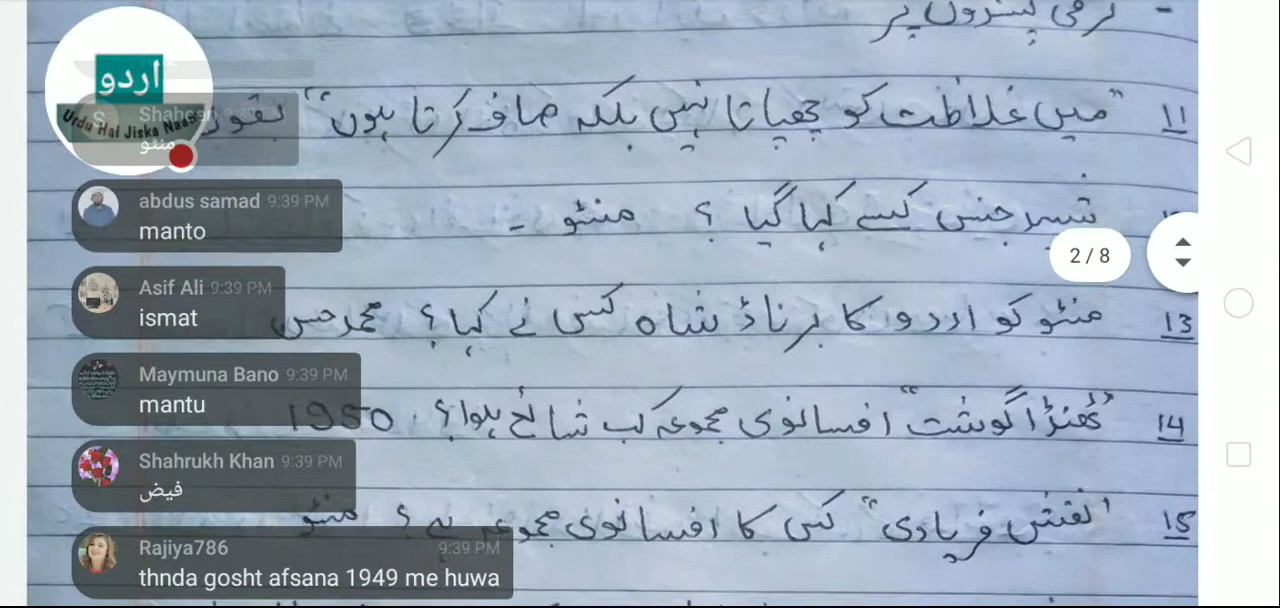 نرمی پسندوں پر -
11 "میں غلاظت کو چھپاتا نہیں بلکہ صاف کرتا ہوں" بقول
شہید جنس کسے کہا گیا ؟ منٹو -
13 منٹو کو اردو کا برناڈ شاہ کس نے کہا؟ محمد حسن
14 "ٹھنڈا گوشت" افسانوی مجموعہ کب شائع ہوا؟ 1950
15 "نقش فریادی" کس کا افسانوی مجموعہ ہے؟ منٹو
اردو
Urdu Hai Jiska Naam
Shaheen
منٹو
abdus samad 9:39 PM
manto
Asif Ali 9:39 PM
ismat
Maymuna Bano 9:39 PM
mantu
Shahrukh Khan 9:39 PM
فیض
Rajiya786 9:39 PM
thnda gosht afsana 1949 me huwa
2 / 8